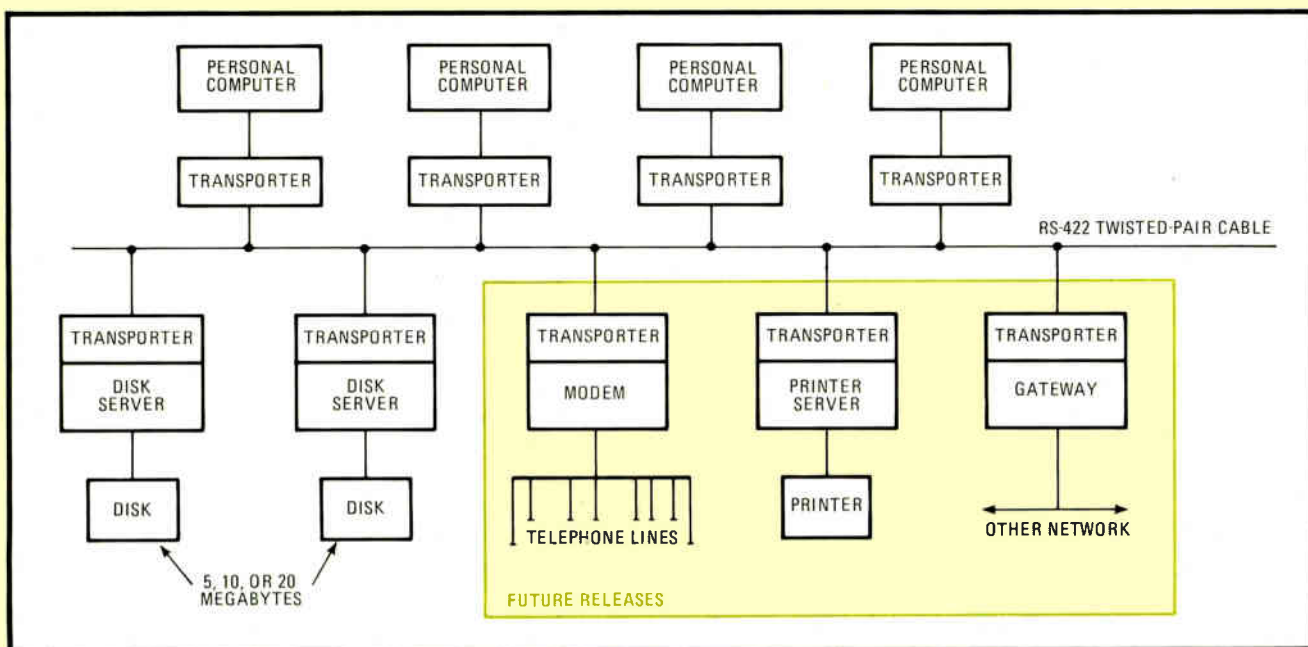 PERSONAL
COMPUTER
PERSONAL
COMPUTER
PERSONAL
COMPUTER
PERSONAL
COMPUTER
TRANSPORTER
TRANSPORTER
TRANSPORTER
TRANSPORTER
RS-422 TWISTED-PAIR CABLE
TRANSPORTER
DISK
SERVER
TRANSPORTER
DISK
SERVER
TRANSPORTER
MODEM
TRANSPORTER
PRINTER
SERVER
TRANSPORTER
GATEWAY
DISK
DISK
TELEPHONE LINES
PRINTER
OTHER NETWORK
5, 10, OR 20
MEGABYTES
FUTURE RELEASES